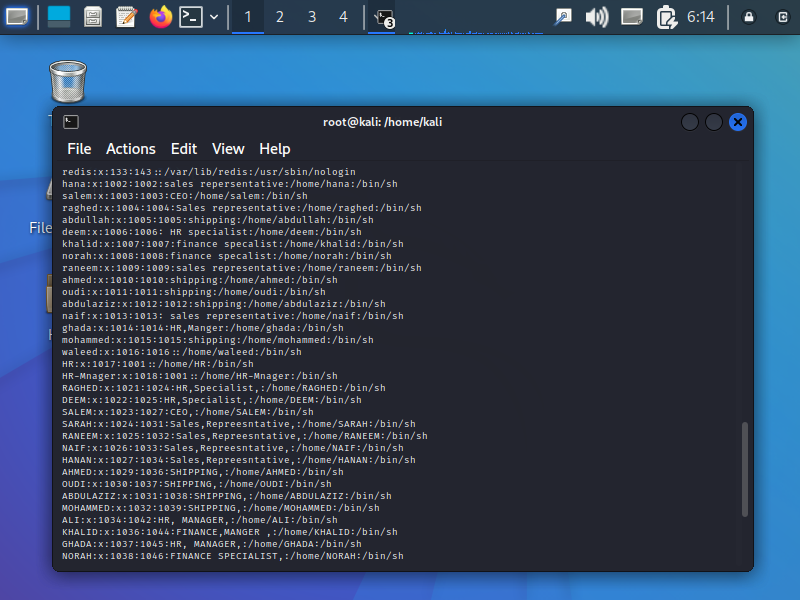 1 2 3 4 3 6:14
root@kali: /home/kali
File Actions Edit View Help
redis:x:133:143::/var/lib/redis:/usr/sbin/nologin
hana:x:1002:1002:sales repersentative:/home/hana:/bin/sh
salem:x:1003:1003:CEO:/home/salem:/bin/sh
raghed:x:1004:1004:Sales representative:/home/raghed:/bin/sh
abdullah:x:1005:1005:shipping:/home/abdullah:/bin/sh
deem:x:1006:1006: HR specialist:/home/deem:/bin/sh
khalid:x:1007:1007:finance specalist:/home/khalid:/bin/sh
norah:x:1008:1008:finance specalist:/home/norah:/bin/sh
raneem:x:1009:1009:sales representative:/home/raneem:/bin/sh
ahmed:x:1010:1010:shipping:/home/ahmed:/bin/sh
oudi:x:1011:1011:shipping:/home/oudi:/bin/sh
abdulaziz:x:1012:1012:shipping:/home/abdulaziz:/bin/sh
naif:x:1013:1013: sales representative:/home/naif:/bin/sh
ghada:x:1014:1014:HR,Manger:/home/ghada:/bin/sh
mohammed:x:1015:1015:shipping:/home/mohammed:/bin/sh
waleed:x:1016:1016::/home/waleed:/bin/sh
HR:x:1017:1001::/home/HR:/bin/sh
HR-Mnager:x:1018:1001::/home/HR-Mnager:/bin/sh
RAGHED:x:1021:1024:HR,Specialist,:/home/RAGHED:/bin/sh
DEEM:x:1022:1025:HR,Specialist,:/home/DEEM:/bin/sh
SALEM:x:1023:1027:CEO,:/home/SALEM:/bin/sh
SARAH:x:1024:1031:Sales,Repreesntative,:/home/SARAH:/bin/sh
RANEEM:x:1025:1032:Sales,Repreesntative,:/home/RANEEM:/bin/sh
NAIF:x:1026:1033:Sales,Repreesntative,:/home/NAIF:/bin/sh
HANAN:x:1027:1034:Sales,Repreesntative,:/home/HANAN:/bin/sh
AHMED:x:1029:1036:SHIPPING,:/home/AHMED:/bin/sh
OUDI:x:1030:1037:SHIPPING,:/home/OUDI:/bin/sh
ABDULAZIZ:x:1031:1038:SHIPPING,:/home/ABDULAZIZ:/bin/sh
MOHAMMED:x:1032:1039:SHIPPING,:/home/MOHAMMED:/bin/sh
ALI:x:1034:1042:HR, MANAGER,:/home/ALI:/bin/sh
KHALID:x:1036:1044:FINANCE,MANGER ,:/home/KHALID:/bin/sh
GHADA:x:1037:1045:HR, MANAGER,:/home/GHADA:/bin/sh
NORAH:x:1038:1046:FINANCE SPECIALIST,:/home/NORAH:/bin/sh
File